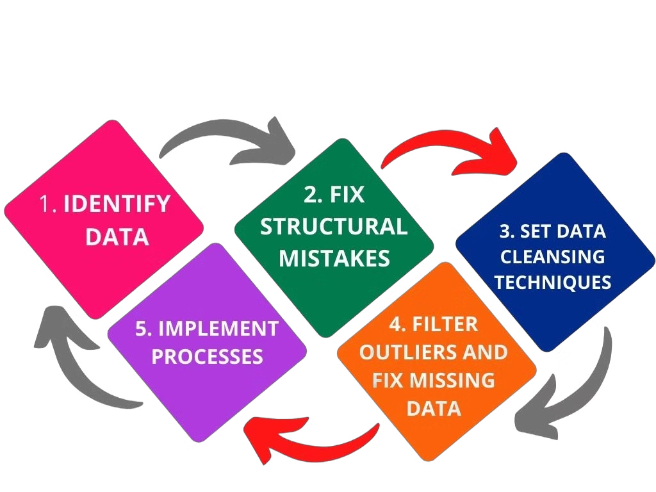 1. IDENTIFY
DATA
2. FIX
STRUCTURAL
MISTAKES
3. SET DATA
CLEANSING
TECHNIQUES
4. FILTER
OUTLIERS AND
FIX MISSING
DATA
5. IMPLEMENT
PROCESSES